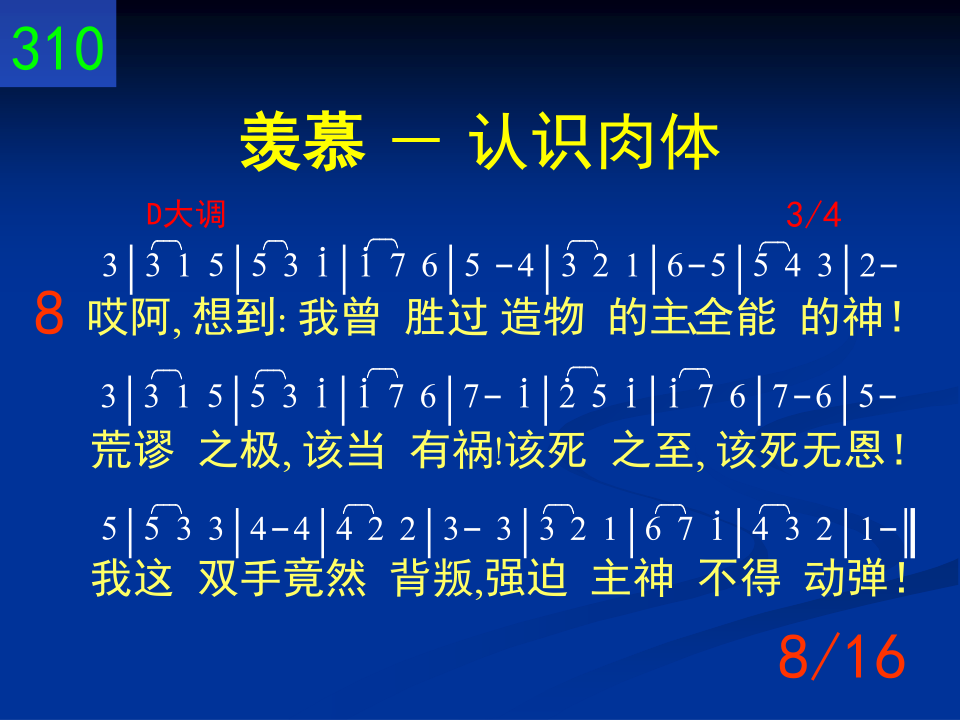 310
羡慕 － 认识肉体
D大调 3/4
3|3 1 5|5 3 i|i 7 6|5 -4|3 2 1|6-5|5 4 3|2-
8 哎阿, 想到: 我曾 胜过 造物 的主､全能 的神!
3|3 1 5|5 3 i|i 7 6|7- i|2̇ 5 i|i 7 6|7-6|5-
荒谬 之极, 该当 有祸!该死 之至, 该死无恩!
5|5 3 3|4-4|4 2 2|3- 3|3 2 1|6 7 i|4 3 2|1-‖
我这 双手竟然 背叛,强迫 主神 不得 动弹!
8/16